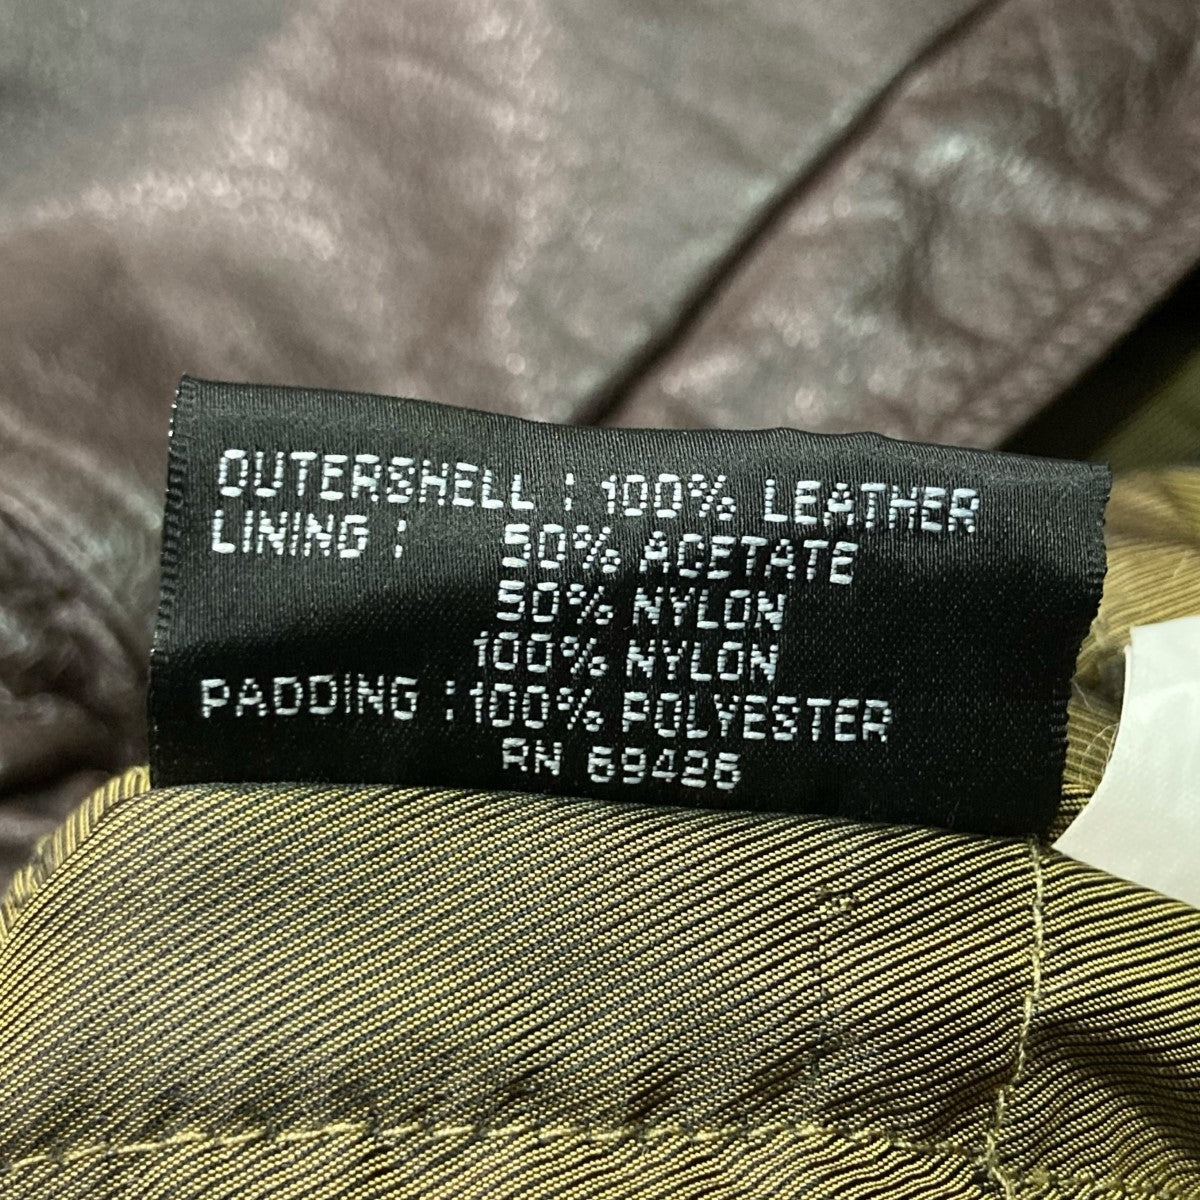 OUTERSHELL : 100% LEATHER
LINING : 50% ACETATE
50% NYLON
100% NYLON
PADDING : 100% POLYESTER
RN 69426